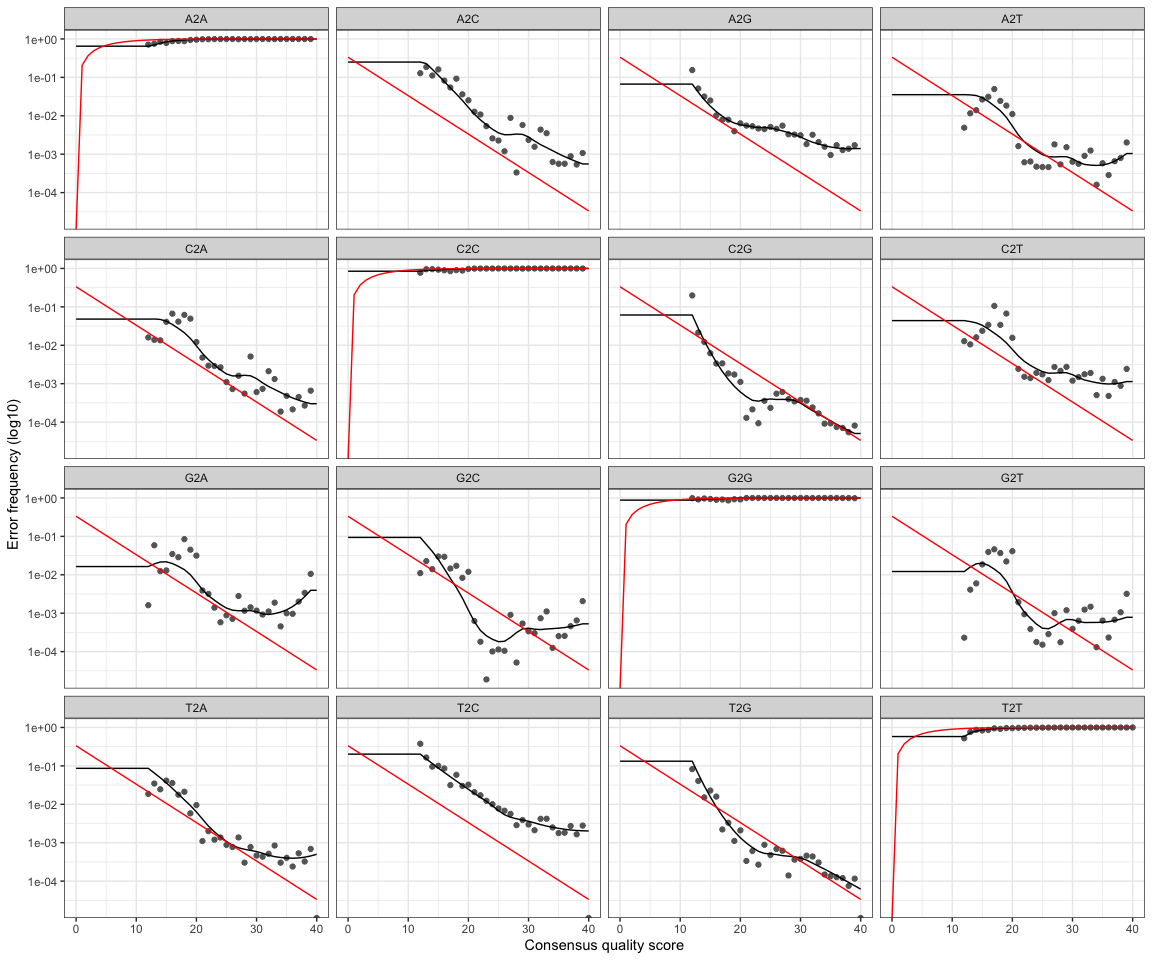 A2A A2C A2G A2T
1e+00
1e-01
1e-02
1e-03
1e-04
C2A C2C C2G C2T
1e+00
1e-01
1e-02
1e-03
1e-04
Error frequency (log10)
G2A G2C G2G G2T
1e+00
1e-01
1e-02
1e-03
1e-04
T2A T2C T2G T2T
1e+00
1e-01
1e-02
1e-03
1e-04
0 10 20 30 40 0 10 20 30 40 0 10 20 30 40 0 10 20 30 40
Consensus quality score